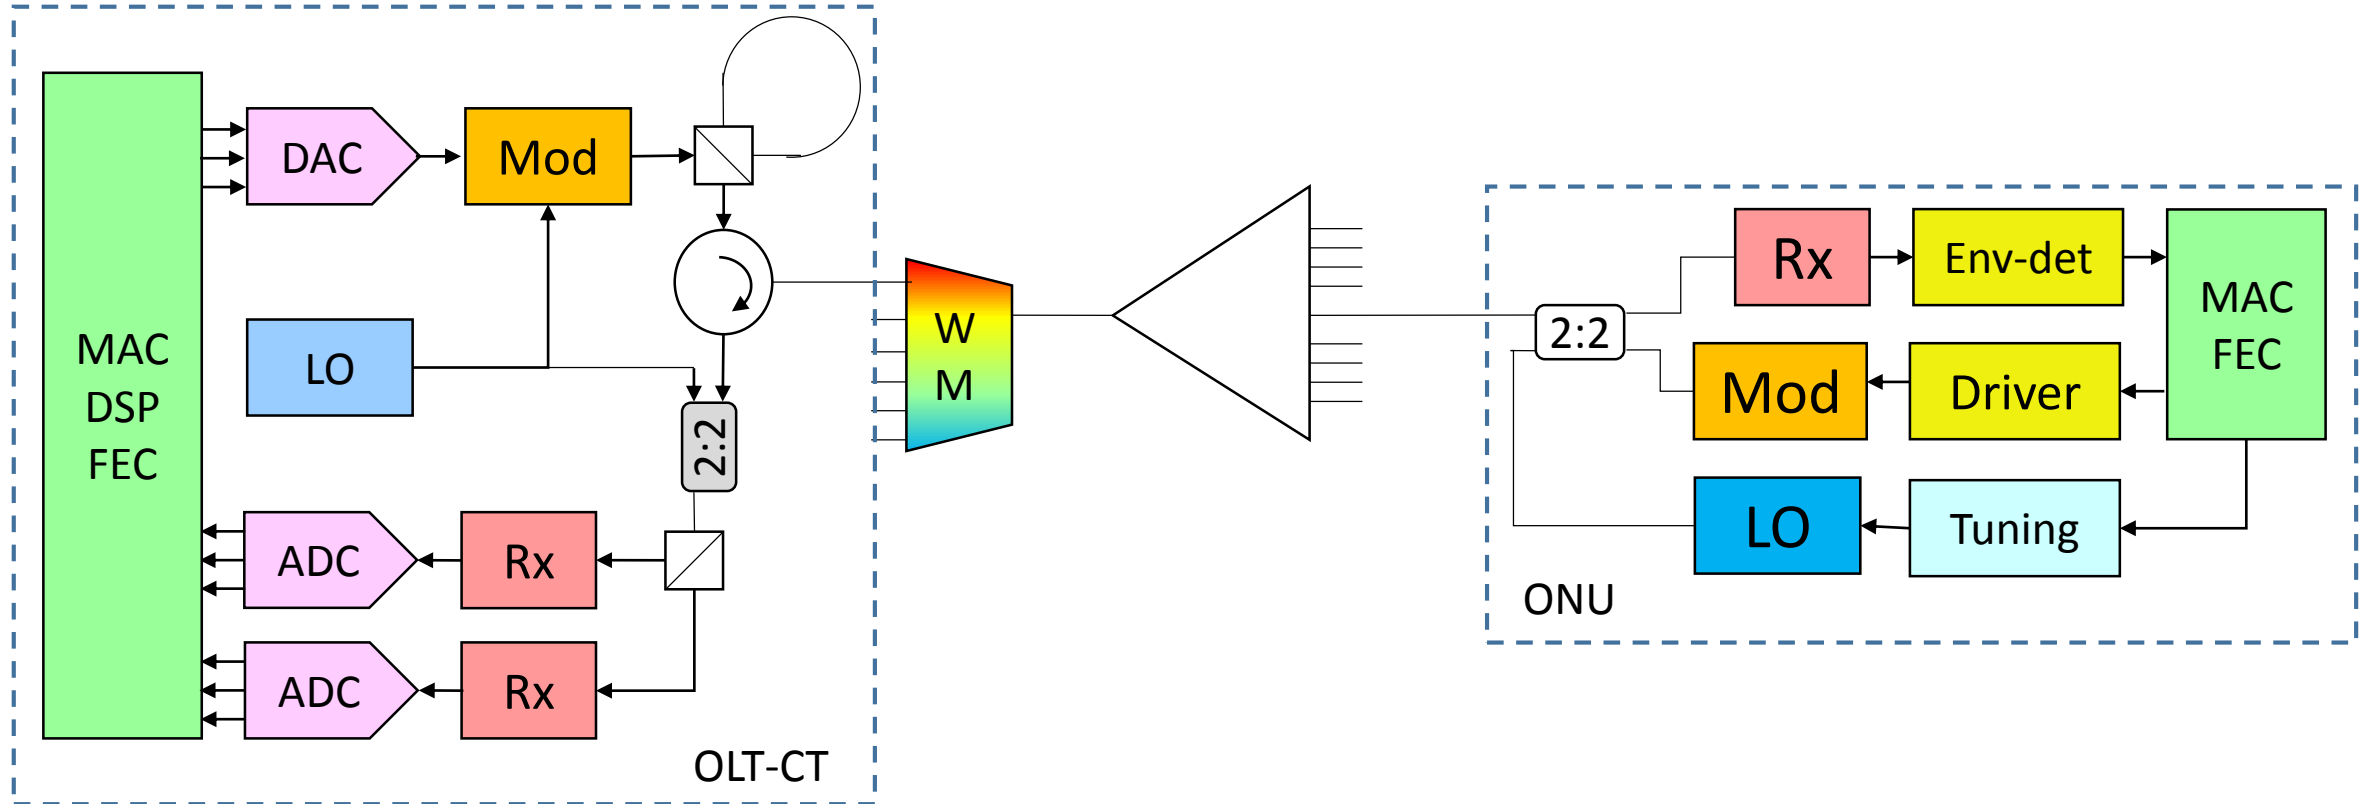 MAC
DSP
FEC
DAC
Mod
LO
2:2
ADC
Rx
ADC
Rx
OLT-CT
W
M
2:2
Rx
Env-det
MAC
FEC
Mod
Driver
LO
Tuning
ONU